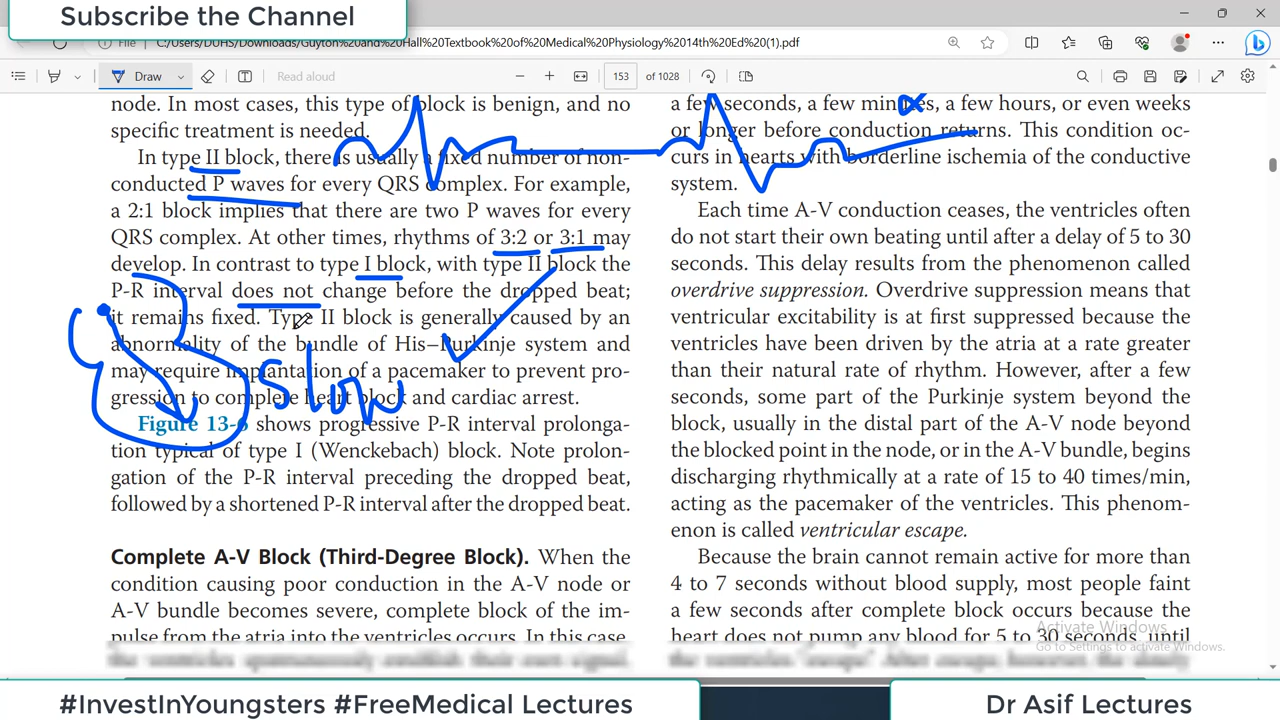 Subscribe the Channel
File
C:/Users/DUHS/Downloads/Guyton%20and%20Hall%20Textbook%20of%20Medical%20Physiology%2014th%20Ed%20(1).pdf
Draw
Read aloud
153 of 1028
node. In most cases, this type of block is benign, and no
specific treatment is needed.
In type II block, there is usually a fixed number of non-
conducted P waves for every QRS complex. For example,
a 2:1 block implies that there are two P waves for every
QRS complex. At other times, rhythms of 3:2 or 3:1 may
develop. In contrast to type I block, with type II block the
P-R interval does not change before the dropped beat;
it remains fixed. Type II block is generally caused by an
abnormality of the bundle of His–Purkinje system and
may require implantation of a pacemaker to prevent pro-
gression to complete heart block and cardiac arrest.
slow
Figure 13-6 shows progressive P-R interval prolonga-
tion typical of type I (Wenckebach) block. Note prolon-
gation of the P-R interval preceding the dropped beat,
followed by a shortened P-R interval after the dropped beat.
Complete A-V Block (Third-Degree Block). When the
condition causing poor conduction in the A-V node or
A-V bundle becomes severe, complete block of the im-
pulse from the atria into the ventricles occurs. In this case,
the ventricles spontaneously establish their own signal,
a few seconds, a few minutes, a few hours, or even weeks
or longer before conduction returns. This condition oc-
curs in hearts with borderline ischemia of the conductive
system.
Each time A-V conduction ceases, the ventricles often
do not start their own beating until after a delay of 5 to 30
seconds. This delay results from the phenomenon called
overdrive suppression. Overdrive suppression means that
ventricular excitability is at first suppressed because the
ventricles have been driven by the atria at a rate greater
than their natural rate of rhythm. However, after a few
seconds, some part of the Purkinje system beyond the
block, usually in the distal part of the A-V node beyond
the blocked point in the node, or in the A-V bundle, begins
discharging rhythmically at a rate of 15 to 40 times/min,
acting as the pacemaker of the ventricles. This phenom-
enon is called ventricular escape.
Because the brain cannot remain active for more than
4 to 7 seconds without blood supply, most people faint
a few seconds after complete block occurs because the
heart does not pump any blood for 5 to 30 seconds, until
Activate Windows
Go to Settings to activate Windows.
#InvestInYoungsters #FreeMedical Lectures
Dr Asif Lectures